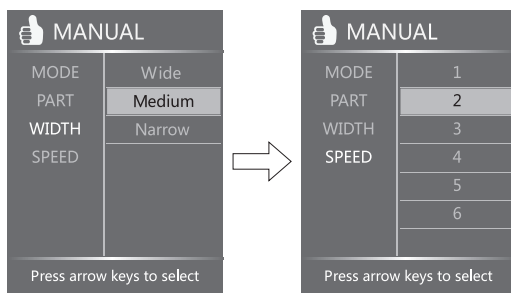 MANUAL
MODE
PART
WIDTH
SPEED
Wide
Medium
Narrow
Press arrow keys to select
MANUAL
MODE
PART
WIDTH
SPEED
1
2
3
4
5
6
Press arrow keys to select